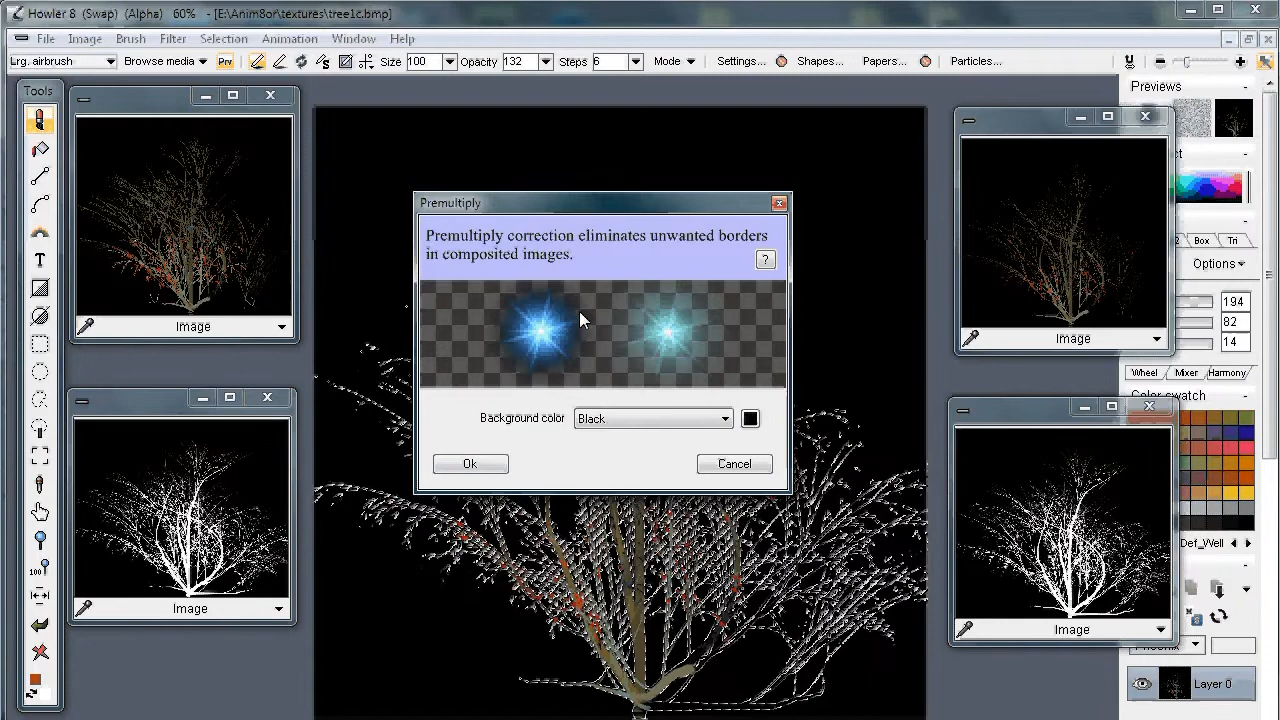 Howler 8 (Swap) (Alpha) 60% - [E:\Anim8or\textures\tree1c.bmp]
File Image Brush Filter Selection Animation Window Help
Lrg. airbrush Browse media Prv Size 100 Opacity 132 Steps 6 Mode Settings... Shapes... Papers... Particles...
Tools
Previews
Premultiply
Premultiply correction eliminates unwanted borders
in composited images.
?
Box Tri
Options
194
82
14
Image
Image
Wheel Mixer Harmony
Background color Black
Ok Cancel
Def_Well
100
Image
Image
Layer 0